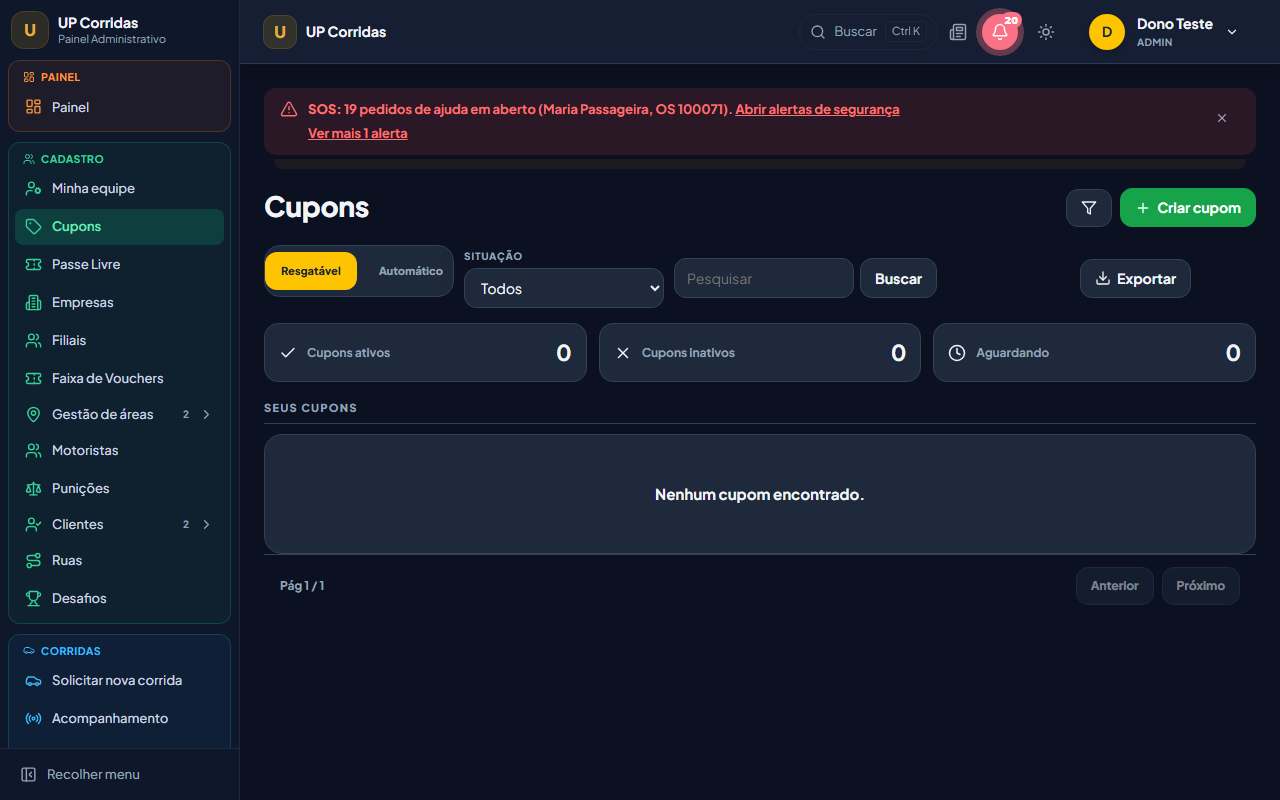 U
UP Corridas
Painel Administrativo
PAINEL
Painel
CADASTRO
Minha equipe
Cupons
Passe Livre
Empresas
Filiais
Faixa de Vouchers
Gestão de áreas 2
Motoristas
Punições
Clientes 2
Ruas
Desafios
CORRIDAS
Solicitar nova corrida
Acompanhamento
Recolher menu
U UP Corridas
Buscar Ctrl K
20
D
Dono Teste
ADMIN
SOS: 19 pedidos de ajuda em aberto (Maria Passageira, OS 100071). Abrir alertas de segurança
Ver mais 1 alerta
Cupons
Criar cupom
Resgatável Automático
SITUAÇÃO
Todos
Pesquisar
Buscar
Exportar
Cupons ativos 0
Cupons Inativos 0
Aguardando 0
SEUS CUPONS
Nenhum cupom encontrado.
Pág 1 / 1
Anterior Próximo